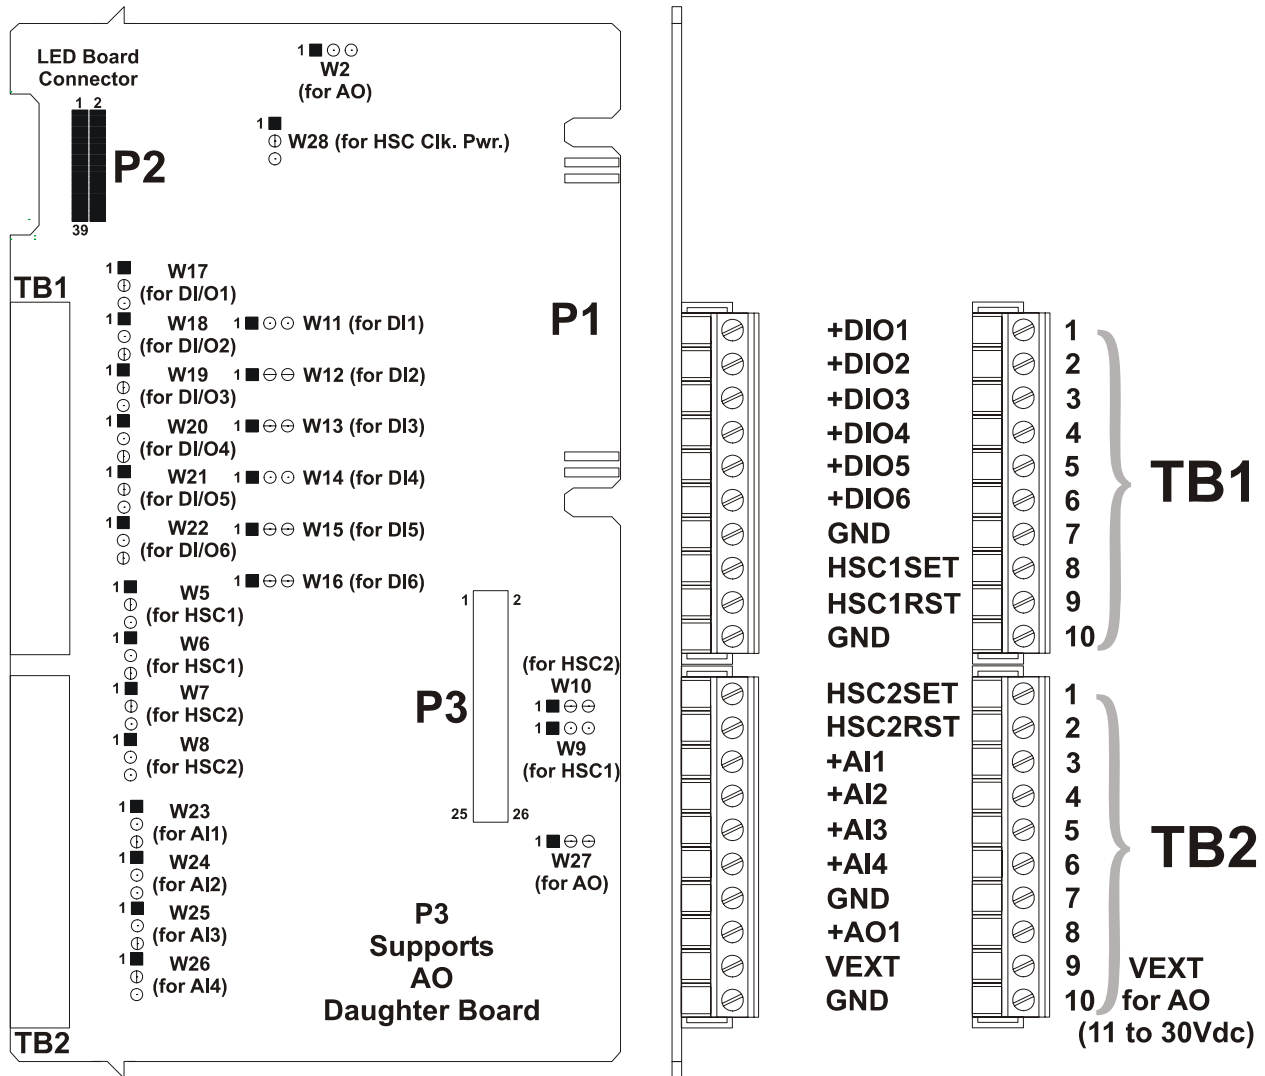 LED Board
Connector
1 2
P2
39
1
W2
(for AO)
1
W28 (for HSC Clk. Pwr.)
TB1
1
W17
(for DI/O1)
1
W18
(for DI/O2)
1
W19
(for DI/O3)
1
W20
(for DI/O4)
1
W21
(for DI/O5)
1
W22
(for DI/O6)
1
W5
(for HSC1)
1
W6
(for HSC1)
1
W7
(for HSC2)
1
W8
(for HSC2)
1
W23
(for AI1)
1
W24
(for AI2)
1
W25
(for AI3)
1
W26
(for AI4)
TB2
1 W11 (for DI1)
1 W12 (for DI2)
1 W13 (for DI3)
1 W14 (for DI4)
1 W15 (for DI5)
1 W16 (for DI6)
P1
1 2
P3
25 26
(for HSC2)
W10
1
1
W9
(for HSC1)
1
W27
(for AO)
P3
Supports
AO
Daughter Board
+DIO1 1
+DIO2 2
+DIO3 3
+DIO4 4
+DIO5 5
+DIO6 6
GND 7
HSC1SET 8
HSC1RST 9
GND 10
TB1
HSC2SET 1
HSC2RST 2
+AI1 3
+AI2 4
+AI3 5
+AI4 6
GND 7
+AO1 8
VEXT 9
GND 10
TB2
VEXT
for AO
(11 to 30Vdc)